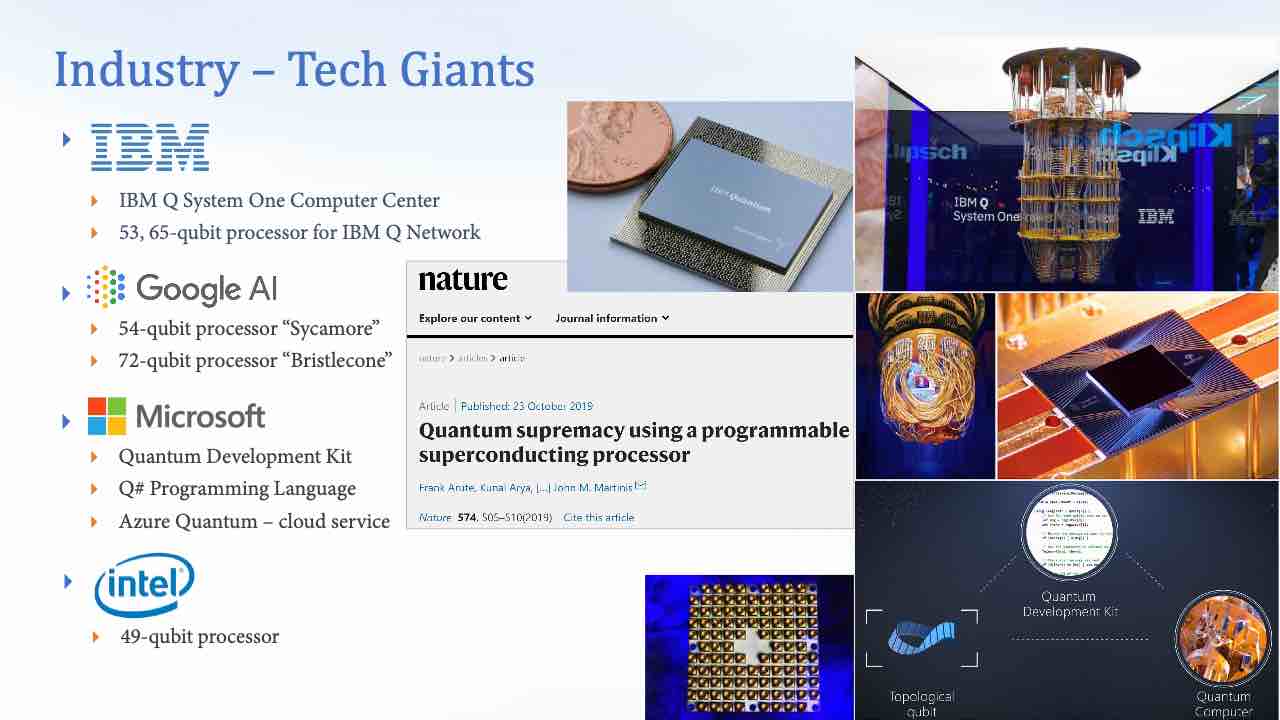 Industry – Tech Giants
IBM
IBM Q System One Computer Center
53, 65-qubit processor for IBM Q Network
Google AI
54-qubit processor “Sycamore”
72-qubit processor “Bristlecone”
Microsoft
Quantum Development Kit
Q# Programming Language
Azure Quantum – cloud service
intel
49-qubit processor
IBM Quantum
nature
Explore our content
Journal information
nature > articles > article
Article | Published: 23 October 2019
Quantum supremacy using a programmable
superconducting processor
Frank Arute, Kunal Arya, [...] John M. Martinis
Nature 574, 505–510(2019) Cite this article
lipsch
Klipsch
Klipsch
IBM Q
System One
IBM
Quantum
Development Kit
Topological
qubit
Quantum
Computer